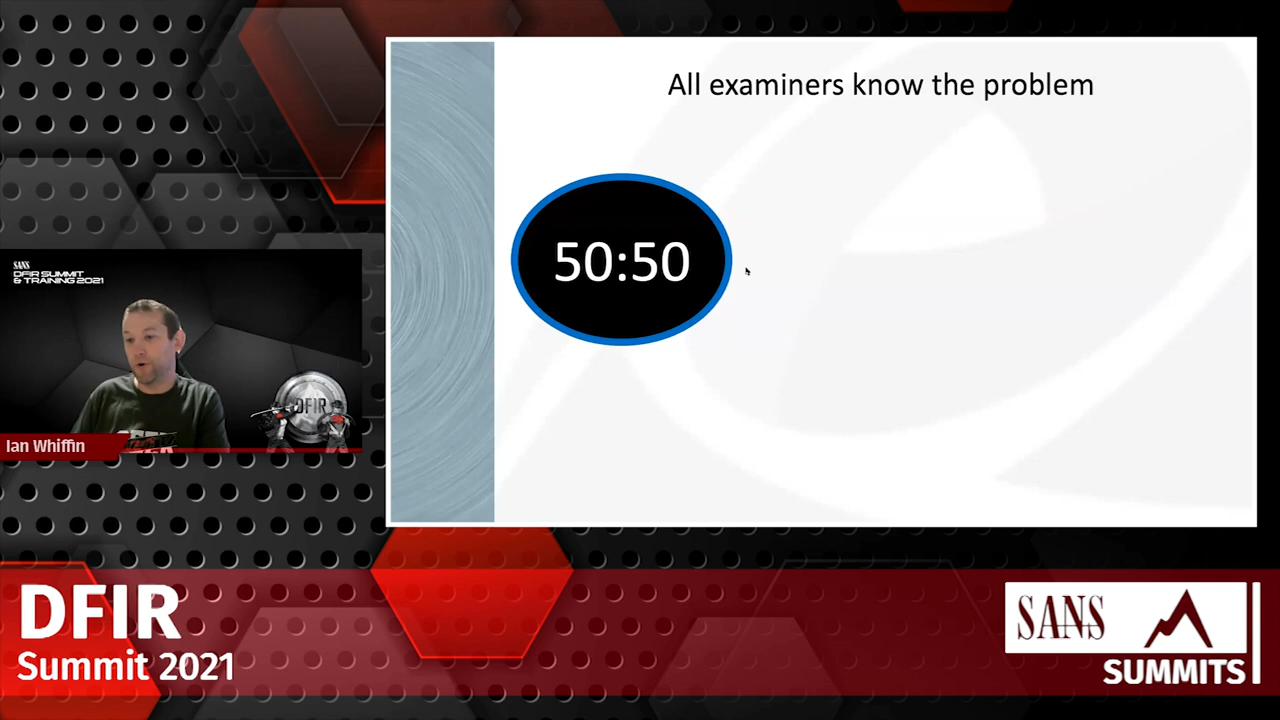 All examiners know the problem
50:50
SANS
DFIR SUMMIT
& TRAINING 2021
DFIR
Ian Whiffin
DFIR
Summit 2021
SANS
SUMMITS